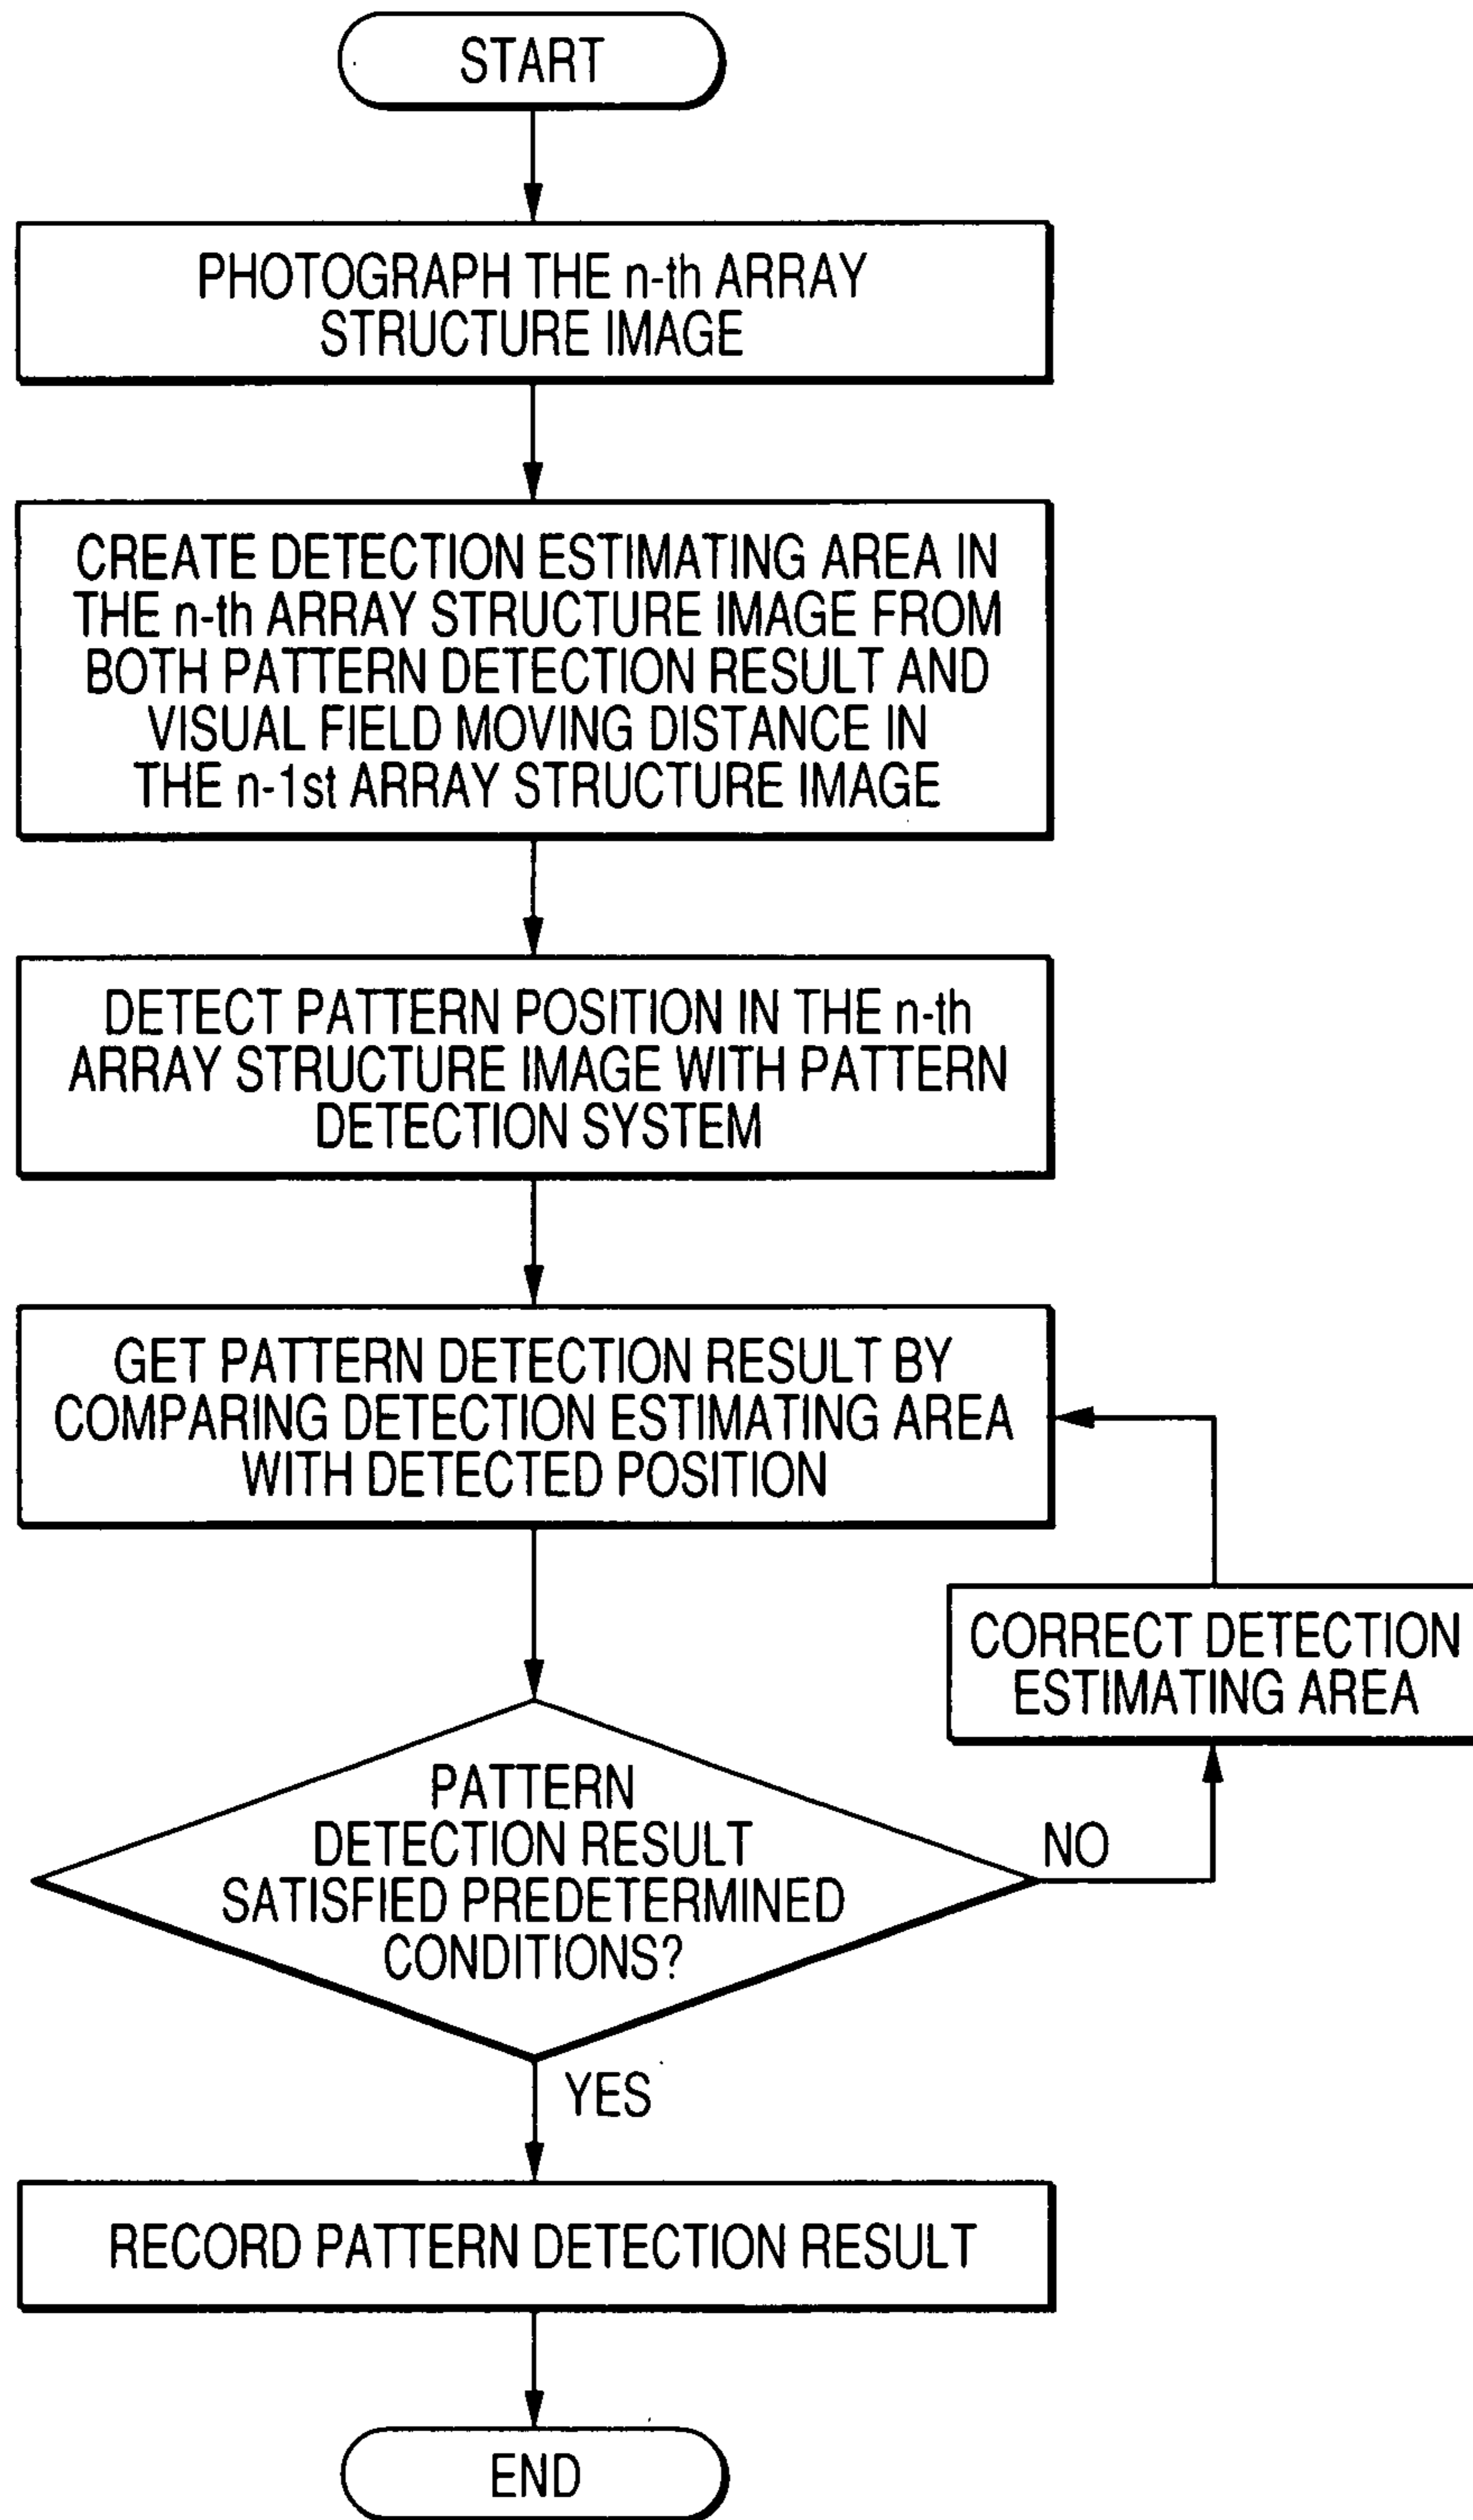 START
PHOTOGRAPH THE n-th ARRAY
STRUCTURE IMAGE
CREATE DETECTION ESTIMATING AREA IN
THE n-th ARRAY STRUCTURE IMAGE FROM
BOTH PATTERN DETECTION RESULT AND
VISUAL FIELD MOVING DISTANCE IN
THE n-1st ARRAY STRUCTURE IMAGE
DETECT PATTERN POSITION IN THE n-th
ARRAY STRUCTURE IMAGE WITH PATTERN
DETECTION SYSTEM
GET PATTERN DETECTION RESULT BY
COMPARING DETECTION ESTIMATING AREA
WITH DETECTED POSITION
CORRECT DETECTION
ESTIMATING AREA
PATTERN
DETECTION RESULT
SATISFIED PREDETERMINED
CONDITIONS?
NO
YES
RECORD PATTERN DETECTION RESULT
END